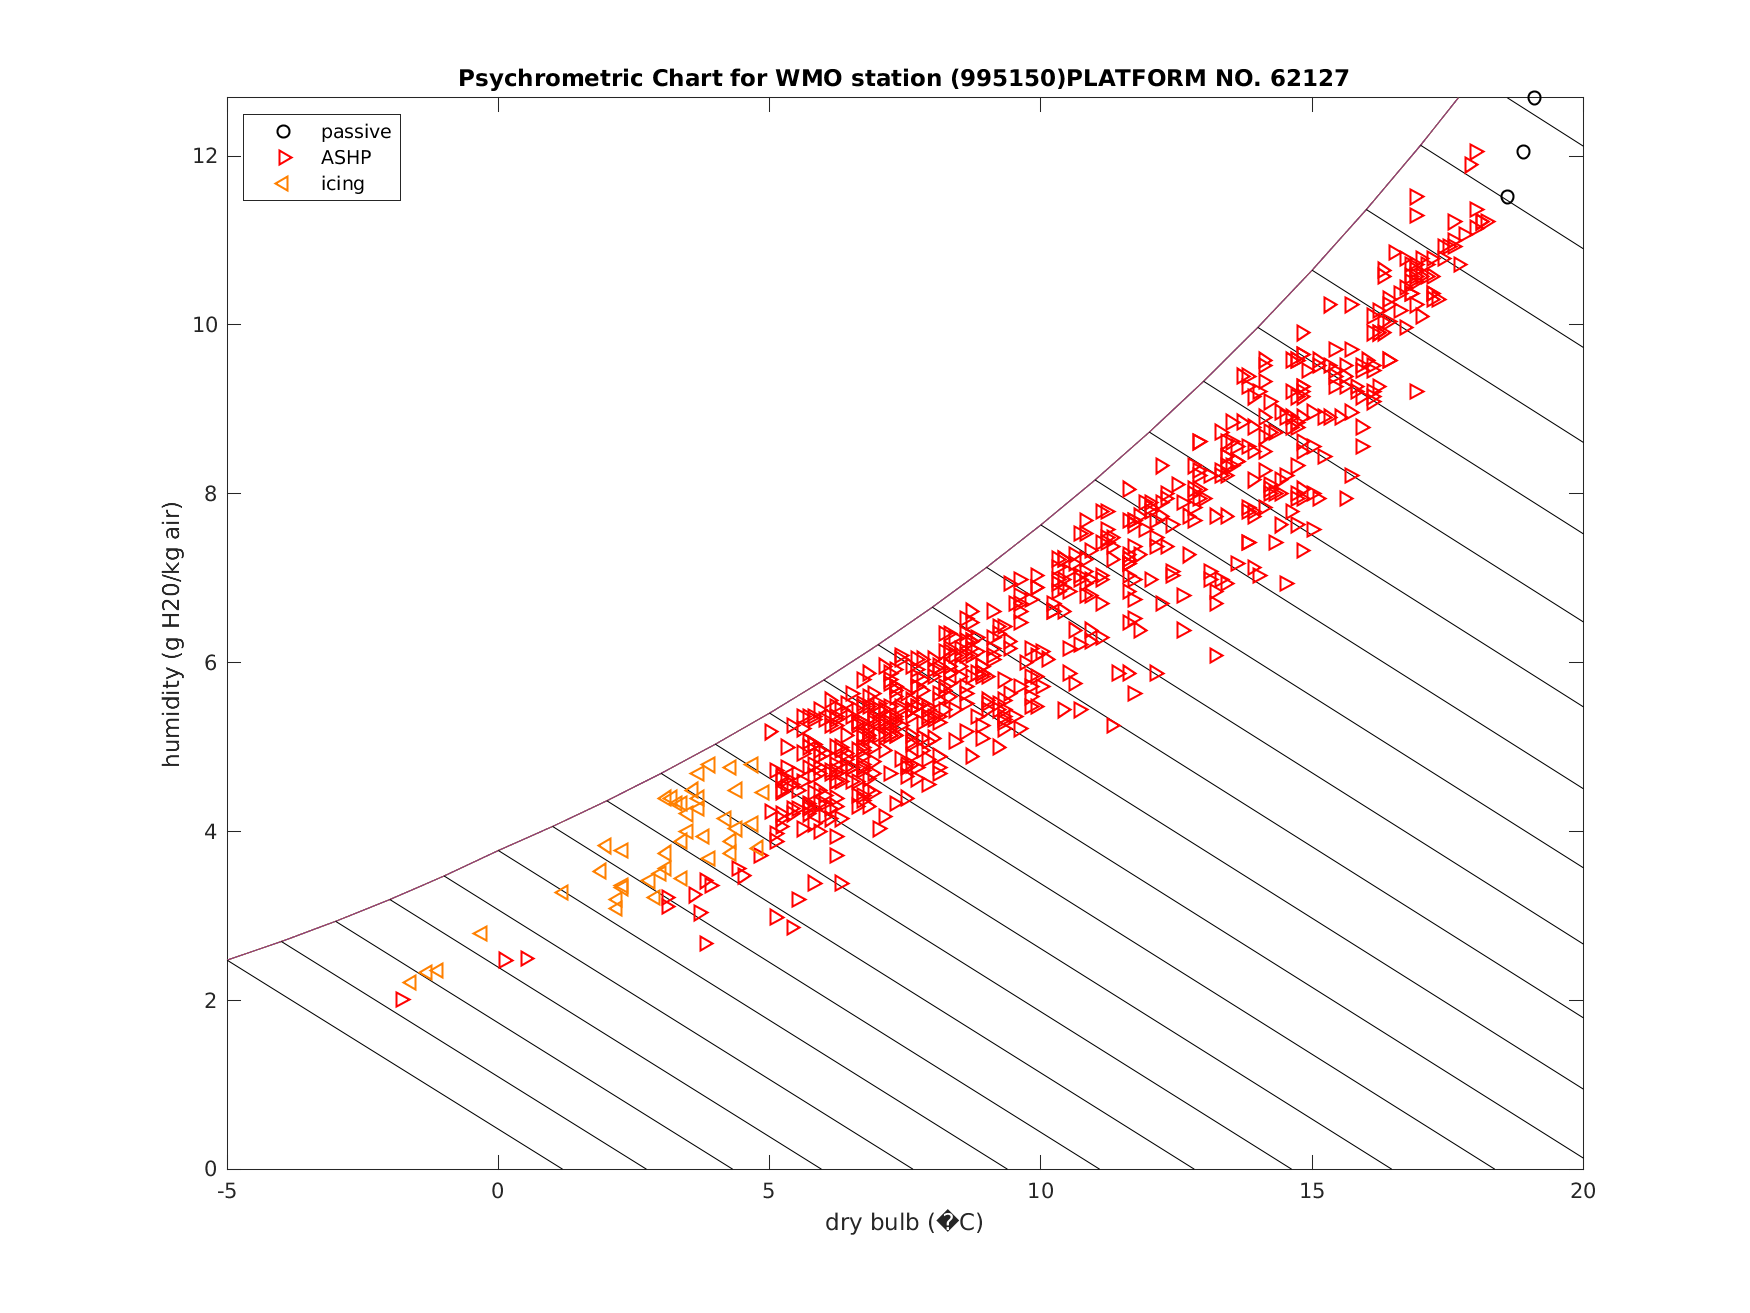 Psychrometric Chart for WMO station (995150)PLATFORM NO. 62127
passive
ASHP
icing
humidity (g H20/kg air)
12
10
8
6
4
2
0
-5 0 5 10 15 20
dry bulb (�C)